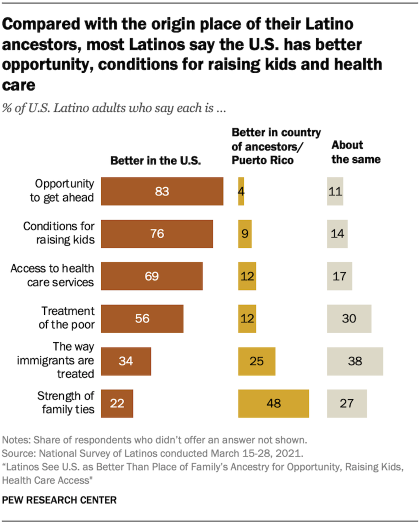 Compared with the origin place of their Latino
ancestors, most Latinos say the U.S. has better
opportunity, conditions for raising kids and health
care
% of U.S. Latino adults who say each is ...
Better in the U.S.
Better in country
of ancestors/
Puerto Rico
About
the same
Opportunity
to get ahead
83
4
11
Conditions for
raising kids
76
9
14
Access to health
care services
69
12
17
Treatment
of the poor
56
12
30
The way
immigrants are
treated
34
25
38
Strength of
family ties
22
48
27
Notes: Share of respondents who didn't offer an answer not shown.
Source: National Survey of Latinos conducted March 15-28, 2021.
"Latinos See U.S. as Better Than Place of Family's Ancestry for Opportunity, Raising Kids,
Health Care Access"
PEW RESEARCH CENTER